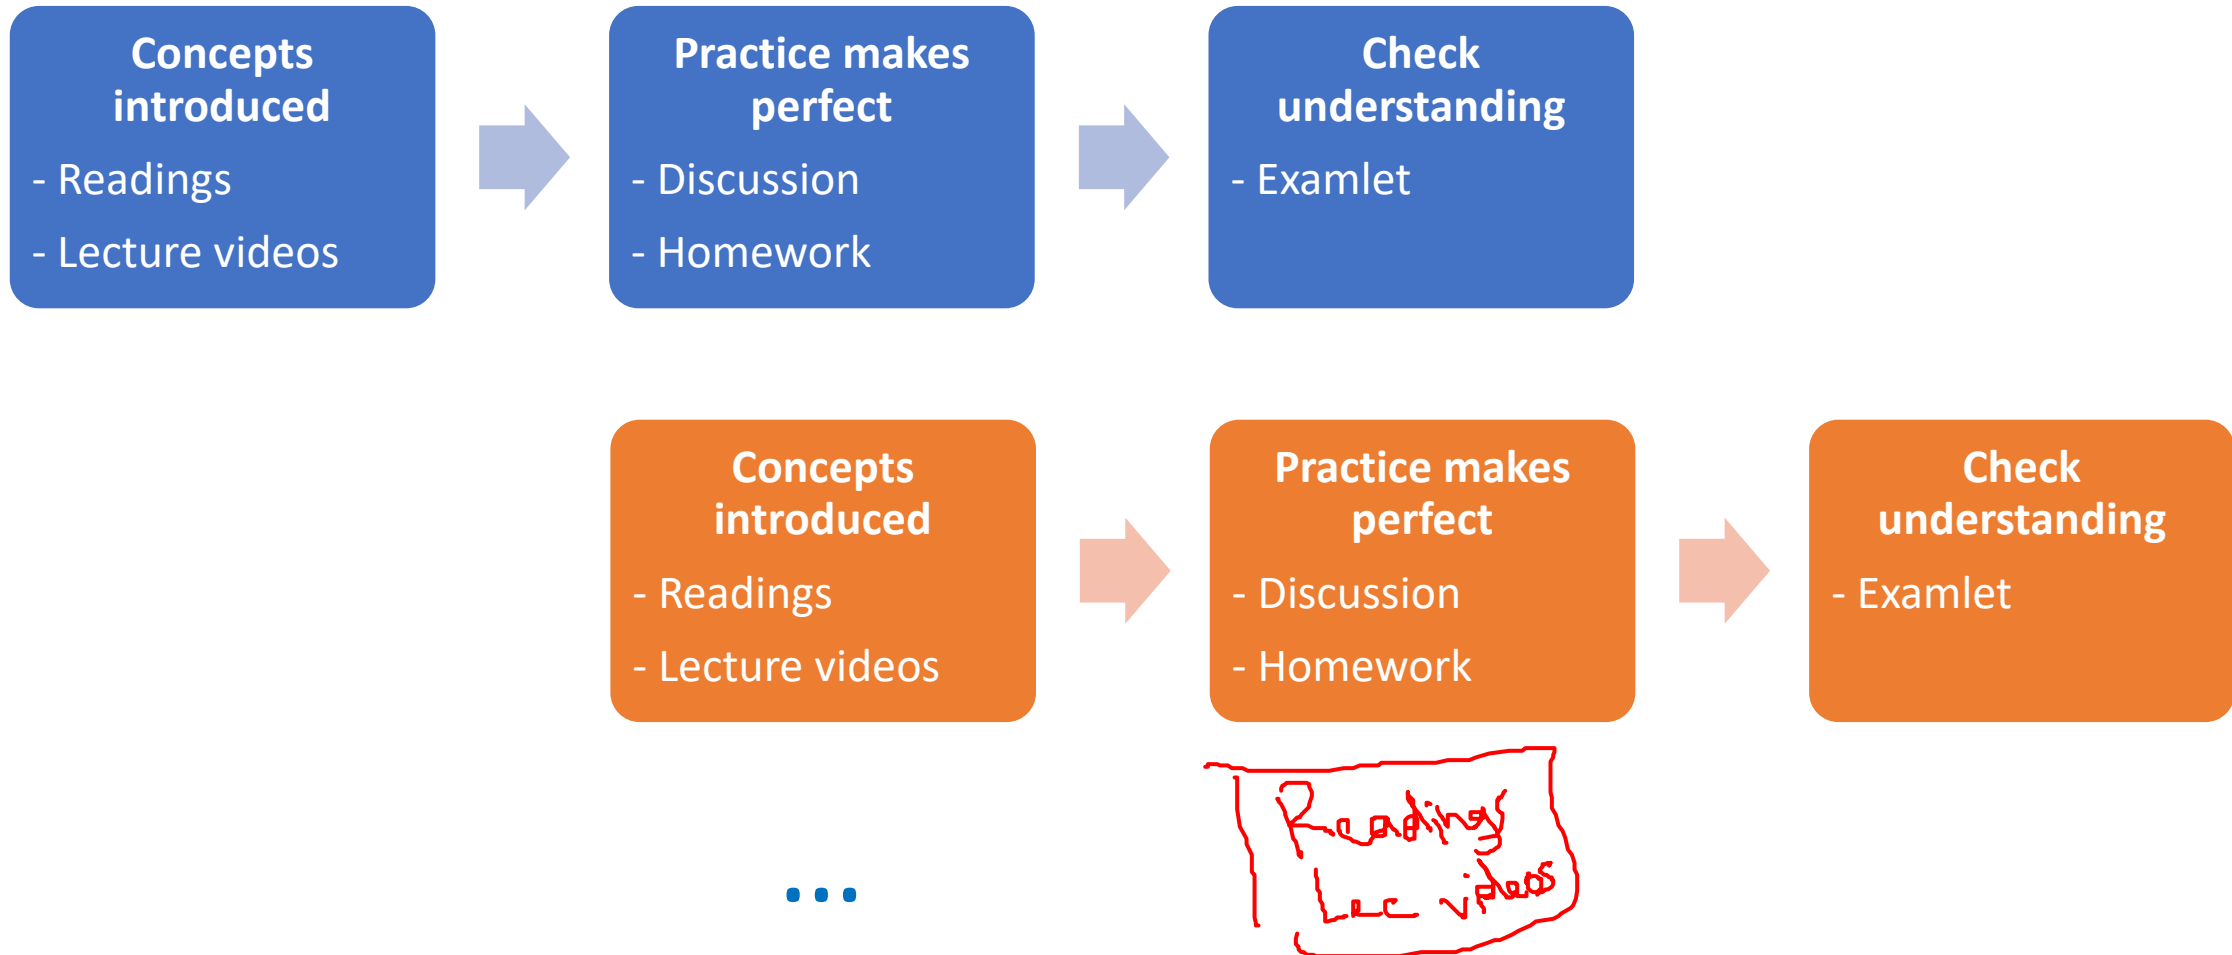 Concepts
introduced
- Readings
- Lecture videos
Practice makes
perfect
- Discussion
- Homework
Check
understanding
- Examlet
Concepts
introduced
- Readings
- Lecture videos
Practice makes
perfect
- Discussion
- Homework
Check
understanding
- Examlet
...
Readings
Lec videos